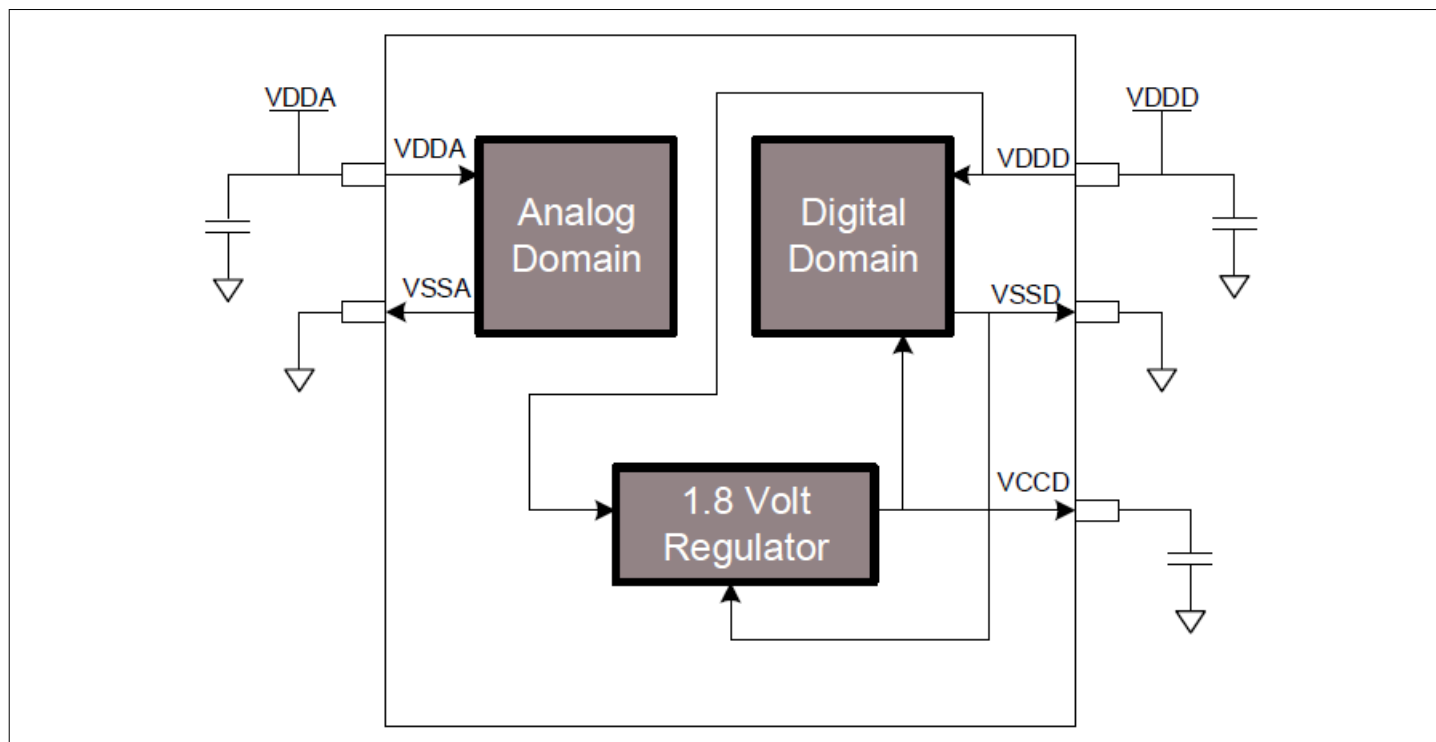 VDDA
VDDD
VDDA
VDDD
Analog
Domain
Digital
Domain
VSSA
VSSD
1.8 Volt
Regulator
VCCD